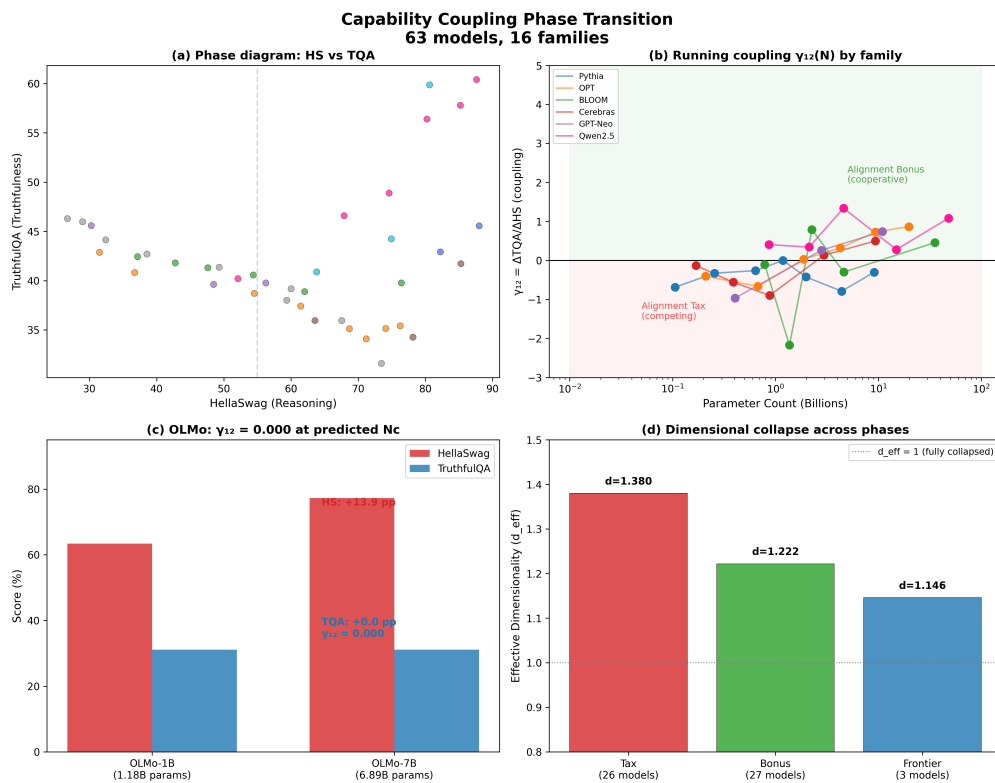 Capability Coupling Phase Transition
63 models, 16 families
(a) Phase diagram: HS vs TQA
TruthfulQA (Truthfulness)
60
55
50
45
40
35
30
40
50
60
70
80
90
HellaSwag (Reasoning)
(b) Running coupling γ₁₂(N) by family
γ₁₂ = ΔTQA/ΔHS (coupling)
5
4
3
2
1
0
−1
−2
−3
Pythia
OPT
BLOOM
Cerebras
GPT-Neo
Qwen2.5
Alignment Bonus
(cooperative)
Alignment Tax
(competing)
10⁻²
10⁻¹
10⁰
10¹
10²
Parameter Count (Billions)
(c) OLMo: γ₁₂ = 0.000 at predicted Nc
Score (%)
80
60
40
20
0
HellaSwag
TruthfulQA
HS: +13.9 pp
TQA: +0.0 pp
γ₁₂ = 0.000
OLMo-1B
(1.18B params)
OLMo-7B
(6.89B params)
(d) Dimensional collapse across phases
Effective Dimensionality (d_eff)
1.5
1.4
1.3
1.2
1.1
1.0
0.9
0.8
d_eff = 1 (fully collapsed)
d=1.380
d=1.222
d=1.146
Tax
(26 models)
Bonus
(27 models)
Frontier
(3 models)